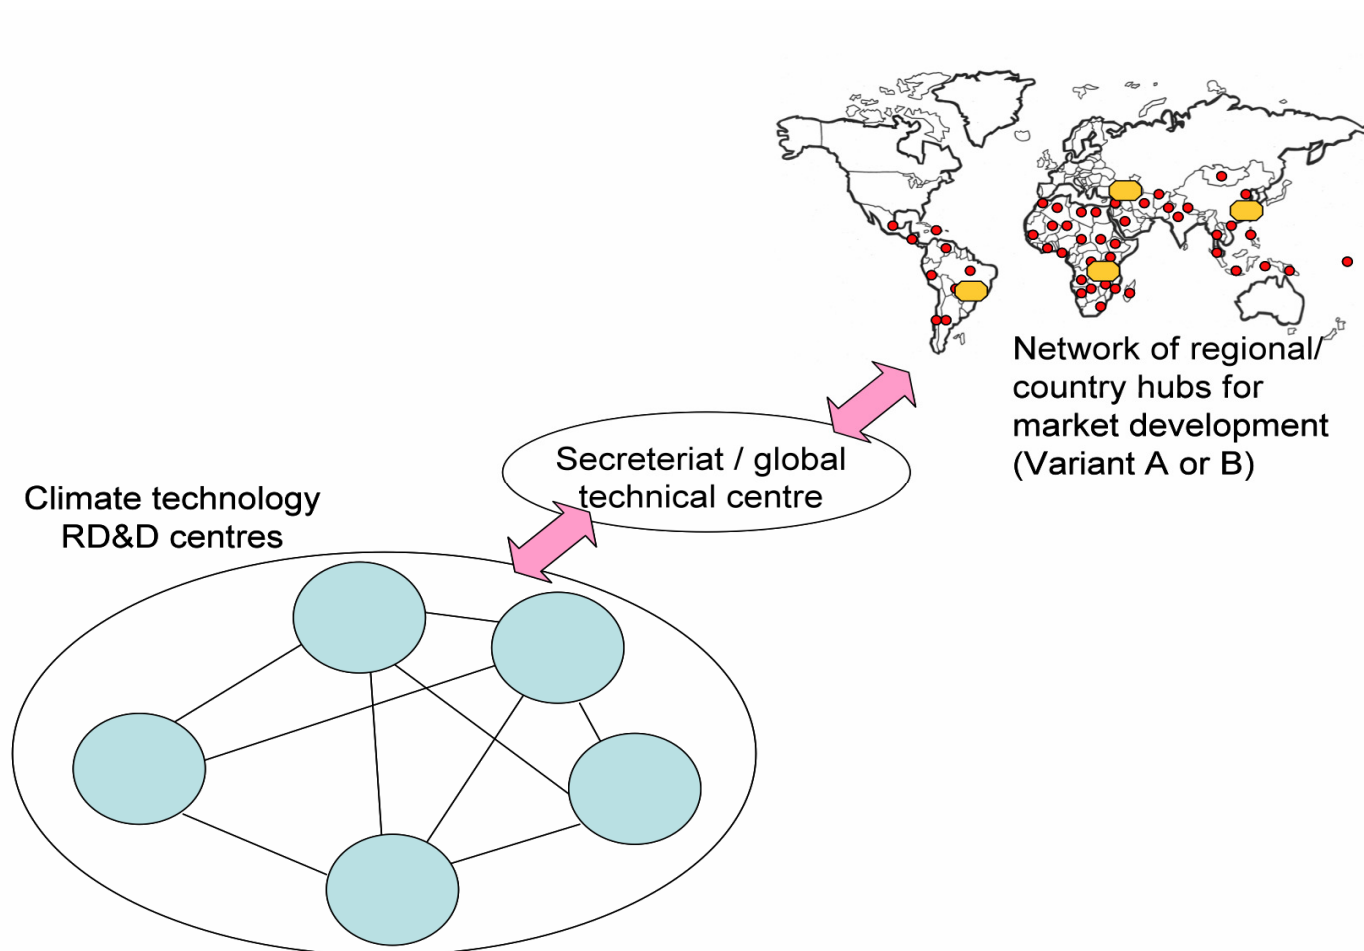 Network of regional/
country hubs for
market development
(Variant A or B)
Secreteriat / global
technical centre
Climate technology
RD&D centres